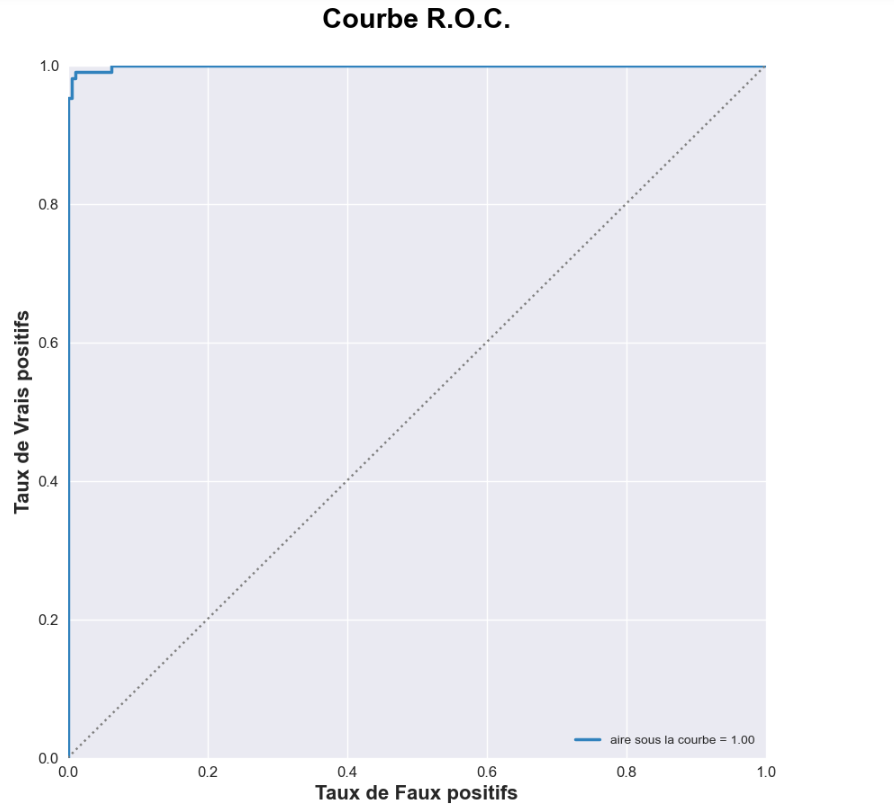 Courbe R.O.C.
1.0
0.8
0.6
0.4
0.2
0.0
Taux de Vrais positifs
aire sous la courbe = 1.00
0.0 0.2 0.4 0.6 0.8 1.0
Taux de Faux positifs